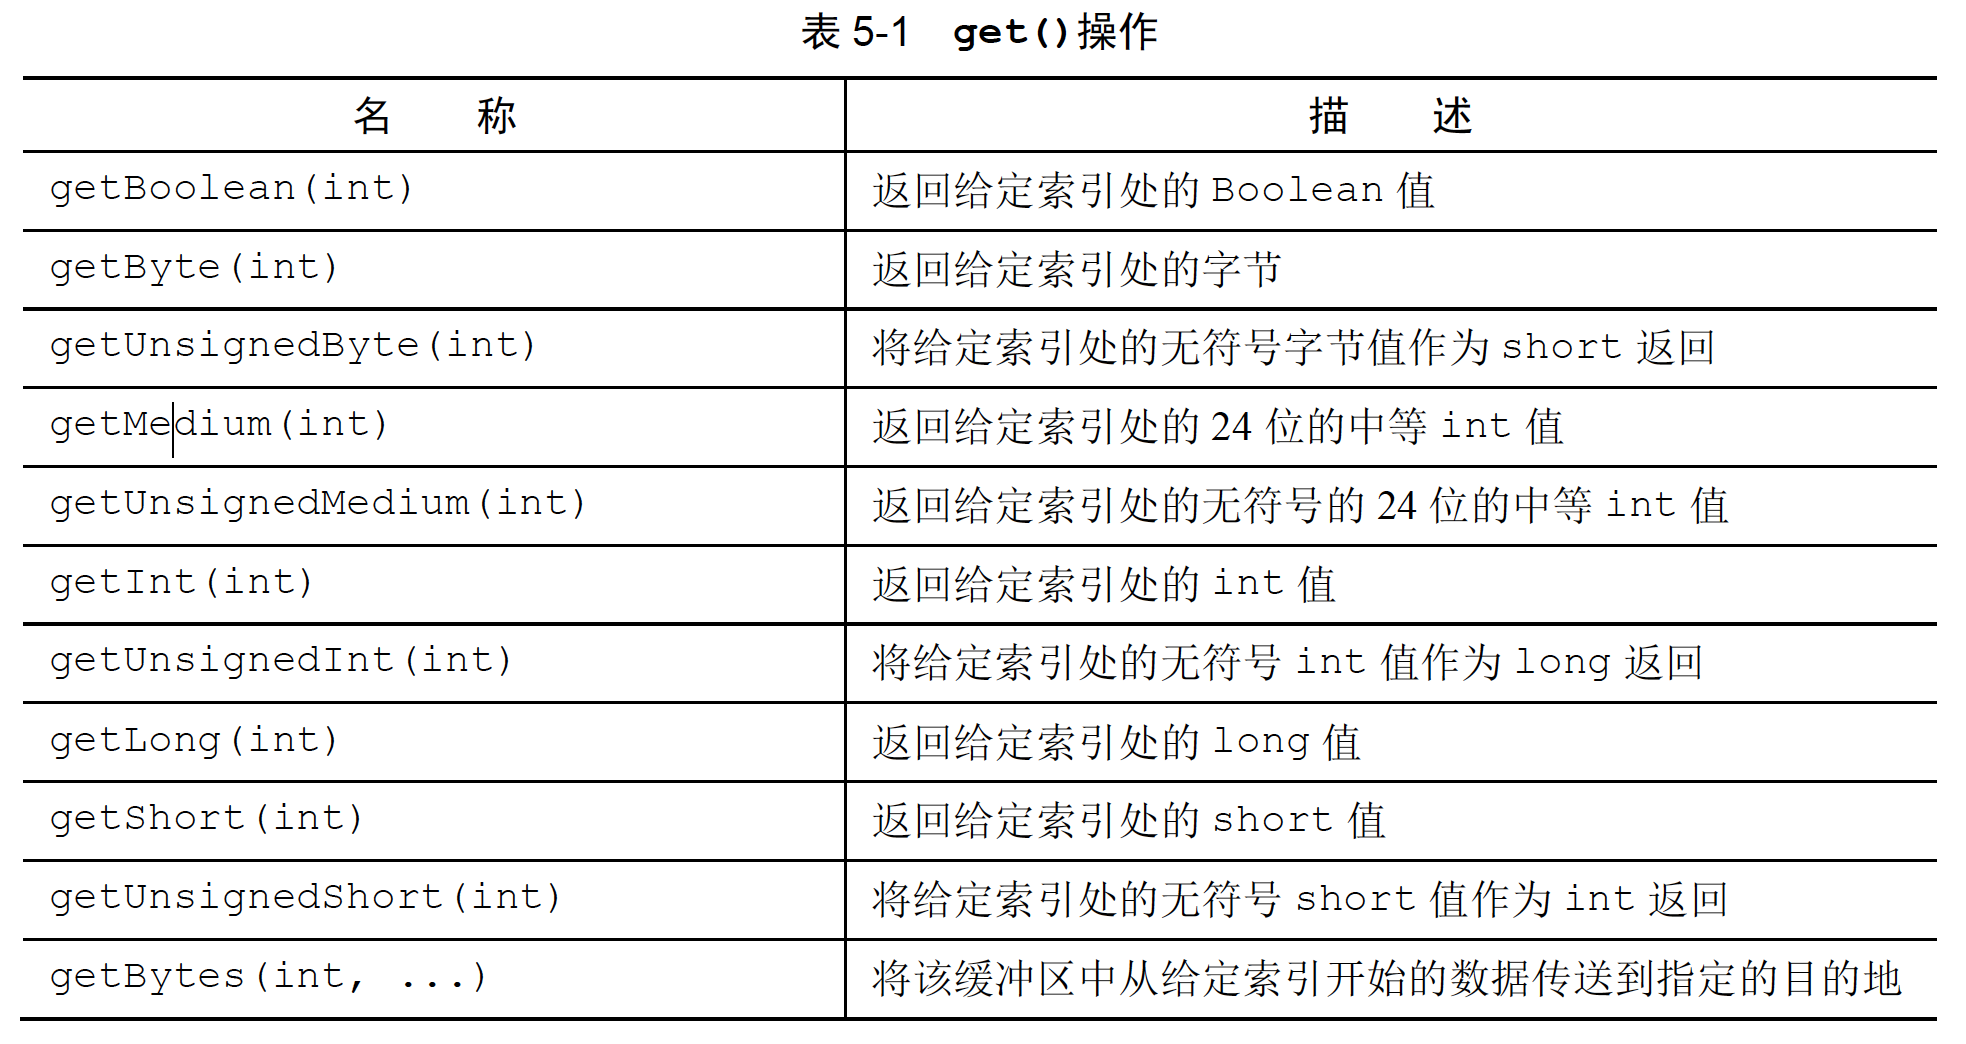 表 5-1 get()操作
名 称 描 述
getBoolean(int) 返回给定索引处的 Boolean 值
getByte(int) 返回给定索引处的字节
getUnsignedByte(int) 将给定索引处的无符号字节值作为 short 返回
getMedium(int) 返回给定索引处的 24 位的中等 int 值
getUnsignedMedium(int) 返回给定索引处的无符号的 24 位的中等 int 值
getInt(int) 返回给定索引处的 int 值
getUnsignedInt(int) 将给定索引处的无符号 int 值作为 long 返回
getLong(int) 返回给定索引处的 long 值
getShort(int) 返回给定索引处的 short 值
getUnsignedShort(int) 将给定索引处的无符号 short 值作为 int 返回
getBytes(int, ...) 将该缓冲区中从给定索引开始的数据传送到指定的目的地